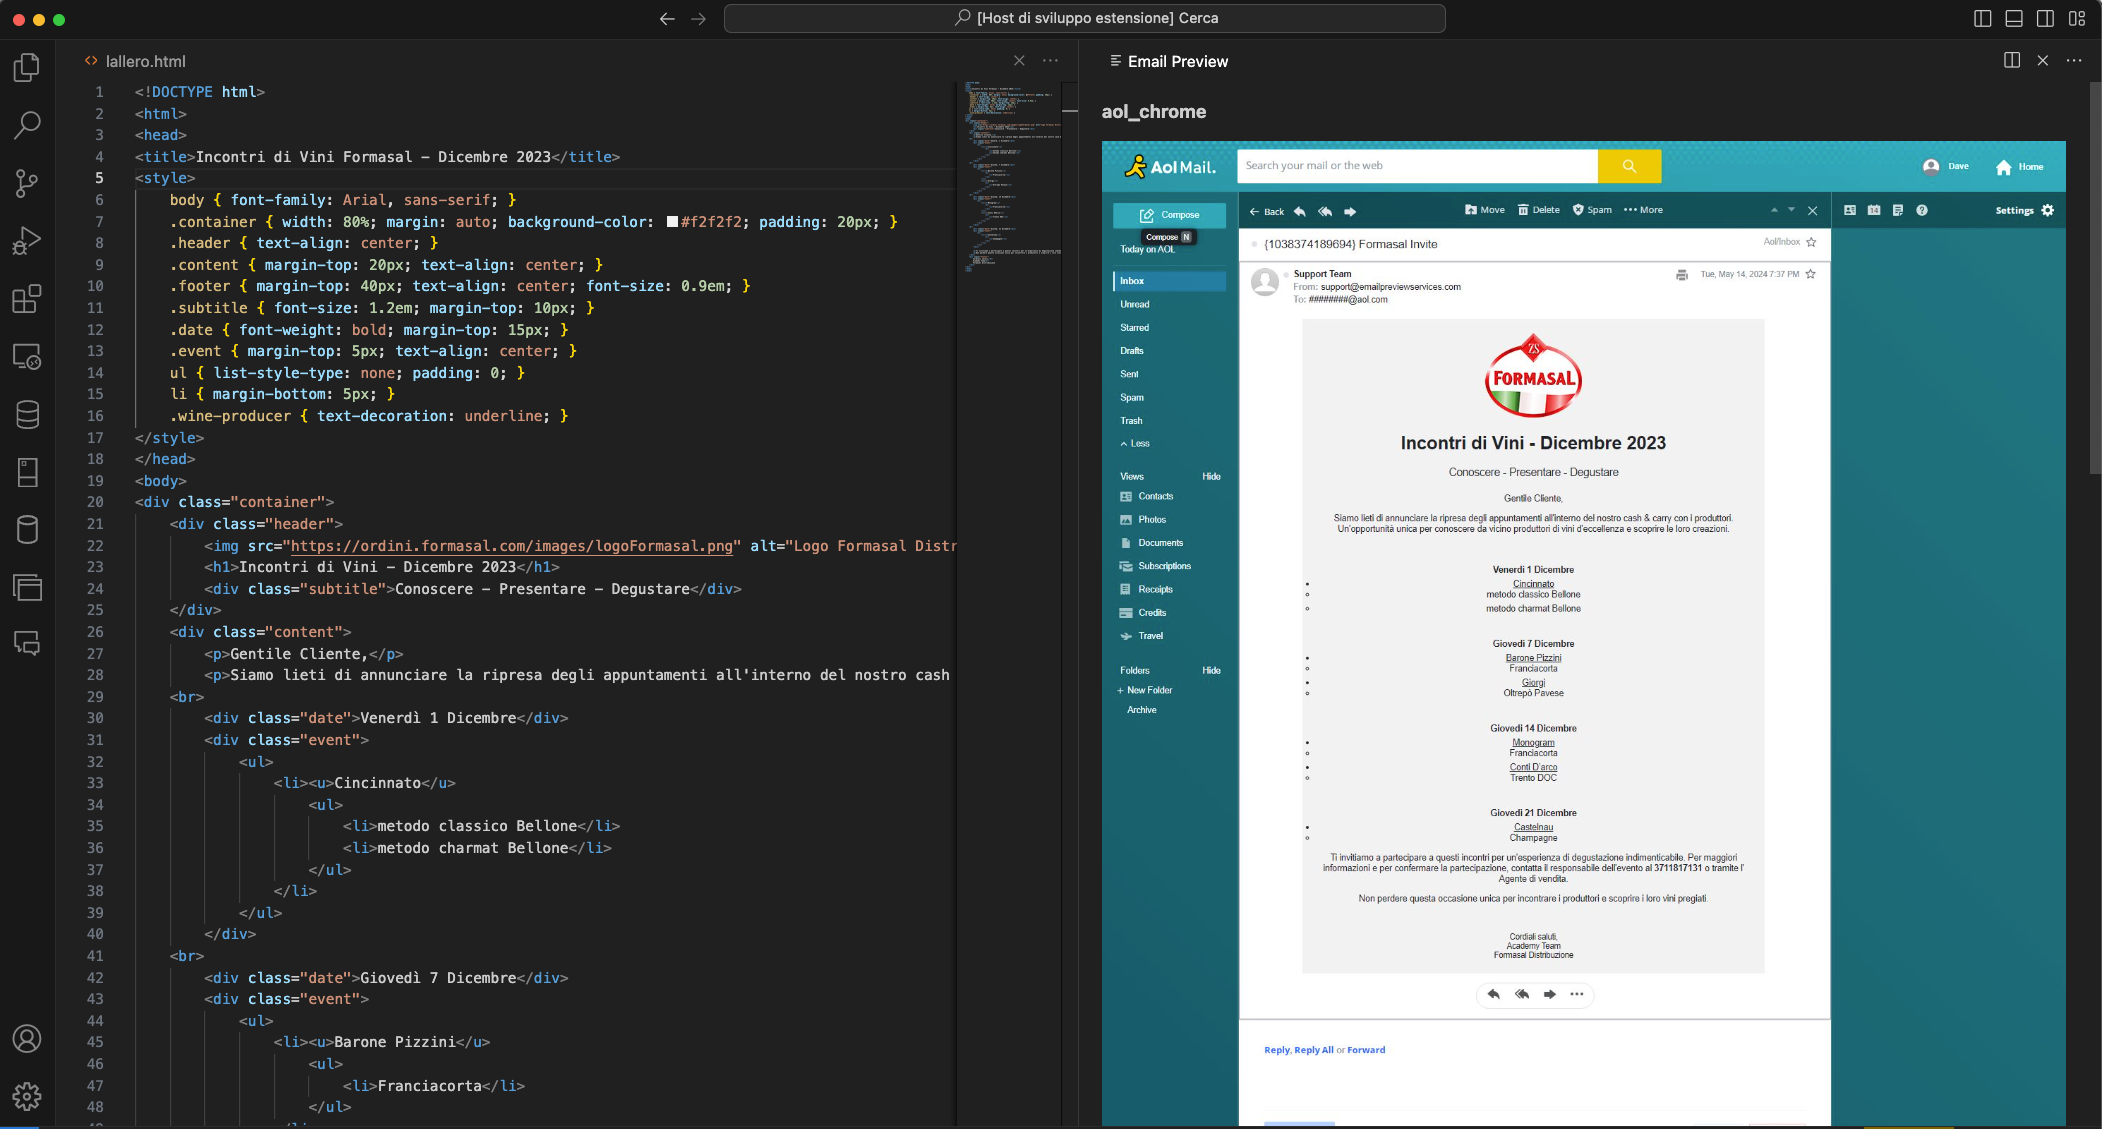 [Host di sviluppo estensione] Cerca
lallero.html
1 <!DOCTYPE html>
2 <html>
3 <head>
4 <title>Incontri di Vini Formasal – Dicembre 2023</title>
5 <style>
6 body { font-family: Arial, sans-serif; }
7 .container { width: 80%; margin: auto; background-color: #f2f2f2; padding: 20px; }
8 .header { text-align: center; }
9 .content { margin-top: 20px; text-align: center; }
10 .footer { margin-top: 40px; text-align: center; font-size: 0.9em; }
11 .subtitle { font-size: 1.2em; margin-top: 10px; }
12 .date { font-weight: bold; margin-top: 15px; }
13 .event { margin-top: 5px; text-align: center; }
14 ul { list-style-type: none; padding: 0; }
15 li { margin-bottom: 5px; }
16 .wine-producer { text-decoration: underline; }
17 </style>
18 </head>
19 <body>
20 <div class="container">
21 <div class="header">
22 <img src="https://ordini.formasal.com/images/logoFormasal.png" alt="Logo Formasal Distr
23 <h1>Incontri di Vini – Dicembre 2023</h1>
24 <div class="subtitle">Conoscere – Presentare – Degustare</div>
25 </div>
26 <div class="content">
27 <p>Gentile Cliente,</p>
28 <p>Siamo lieti di annunciare la ripresa degli appuntamenti all'interno del nostro cash
29 <br>
30 <div class="date">Venerdì 1 Dicembre</div>
31 <div class="event">
32 <ul>
33 <li><u>Cincinnato</u>
34 <ul>
35 <li>metodo classico Bellone</li>
36 <li>metodo charmat Bellone</li>
37 </ul>
38 </li>
39 </ul>
40 </div>
41 <br>
42 <div class="date">Giovedì 7 Dicembre</div>
43 <div class="event">
44 <ul>
45 <li><u>Barone Pizzini</u>
46 <ul>
47 <li>Franciacorta</li>
48 </ul>
Email Preview
aol_chrome
Aol Mail.
Search your mail or the web
Dave
Home
Compose
Compose N
Today on AOL
Inbox
Unread
Starred
Drafts
Sent
Spam
Trash
Less
Views Hide
Contacts
Photos
Documents
Subscriptions
Receipts
Credits
Travel
Folders Hide
+ New Folder
Archive
Back
Move Delete Spam More
14
Settings
{1038374189694} Formasal Invite
Aol/Inbox
Support Team
Tue, May 14, 2024 7:37 PM
From: support@emailpreviewservices.com
To: ########@aol.com
ZS
FORMASAL
Incontri di Vini - Dicembre 2023
Conoscere - Presentare - Degustare
Gentile Cliente,
Siamo lieti di annunciare la ripresa degli appuntamenti all'interno del nostro cash & carry con i produttori.
Un'opportunità unica per conoscere da vicino produttori di vini d'eccellenza e scoprire le loro creazioni.
Venerdì 1 Dicembre
Cincinnato
metodo classico Bellone
metodo charmat Bellone
Giovedì 7 Dicembre
Barone Pizzini
Franciacorta
Giorgi
Oltrepò Pavese
Giovedì 14 Dicembre
Monogram
Franciacorta
Conti D'arco
Trento DOC
Giovedì 21 Dicembre
Castelnau
Champagne
Ti invitiamo a partecipare a questi incontri per un'esperienza di degustazione indimenticabile. Per maggiori
informazioni e per confermare la partecipazione, contatta il responsabile dell'evento al 3711817131 o tramite l'
Agente di vendita.
Non perdere questa occasione unica per incontrare i produttori e scoprire i loro vini pregiati.
Cordiali saluti,
Academy Team
Formasal Distribuzione
Reply, Reply All or Forward